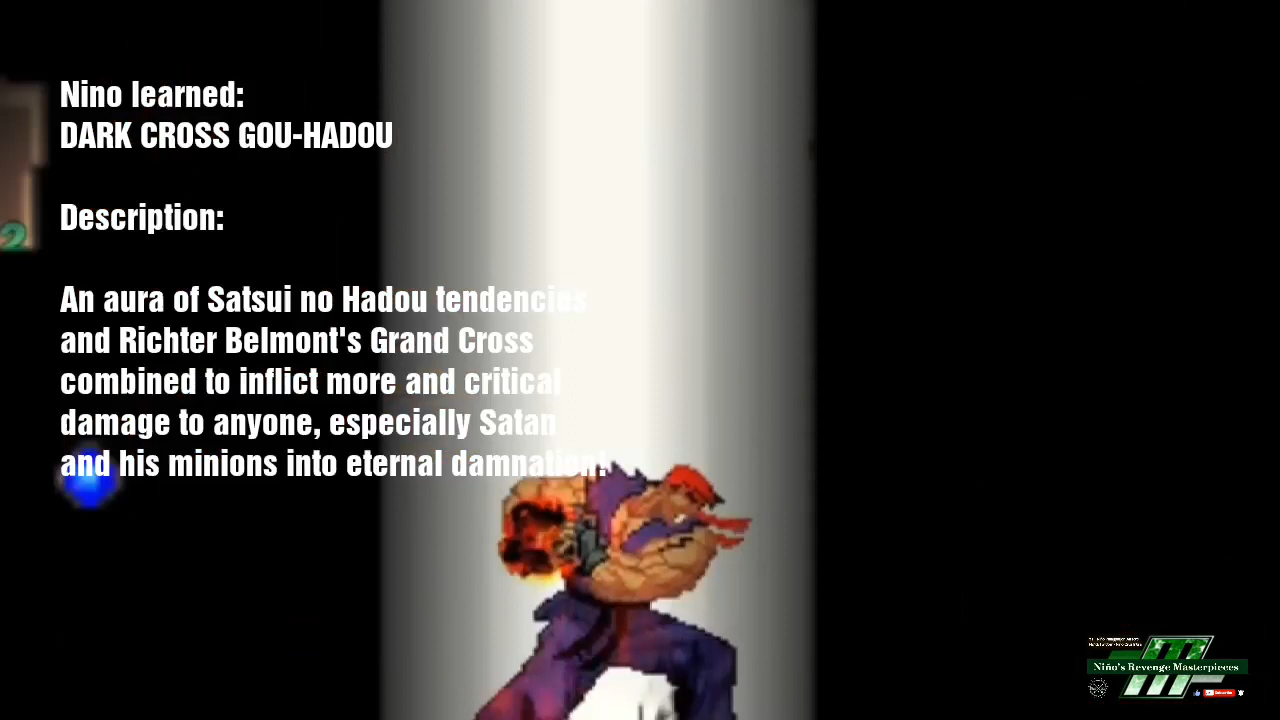 Nino learned:
DARK CROSS GOU-HADOU
Description:
An aura of Satsui no Hadou tendencies
and Richter Belmont's Grand Cross
combined to inflict more and critical
damage to anyone, especially Satan
and his minions into eternal damnation!
2
Niño's Revenge Masterpieces
Subscribe